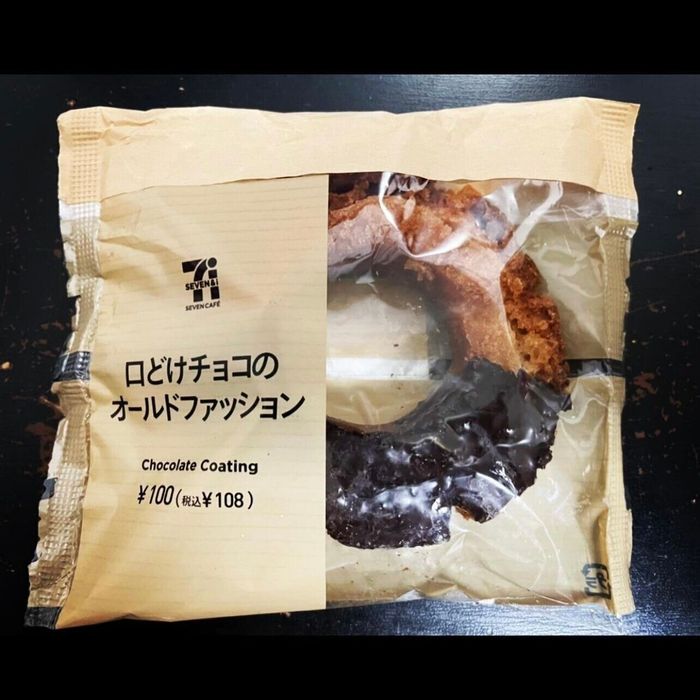 SEVEN&i
SEVEN CAFÉ
口どけチョコの
オールドファッション
Chocolate Coating
¥100(税込¥108)